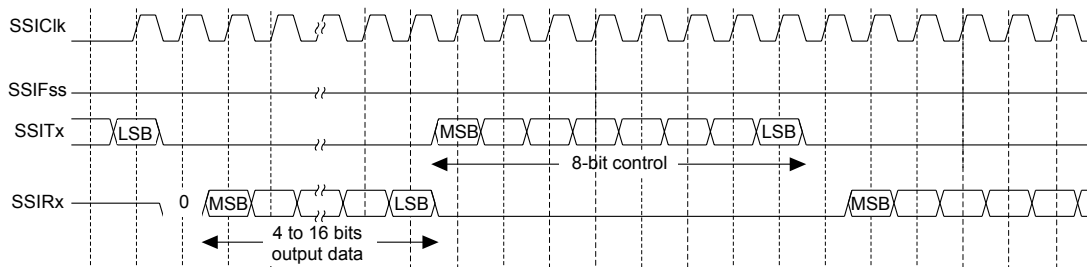 SSIClk
SSIFss
SSITx LSB MSB LSB
8-bit control
SSIRx 0 MSB LSB MSB
4 to 16 bits
output data